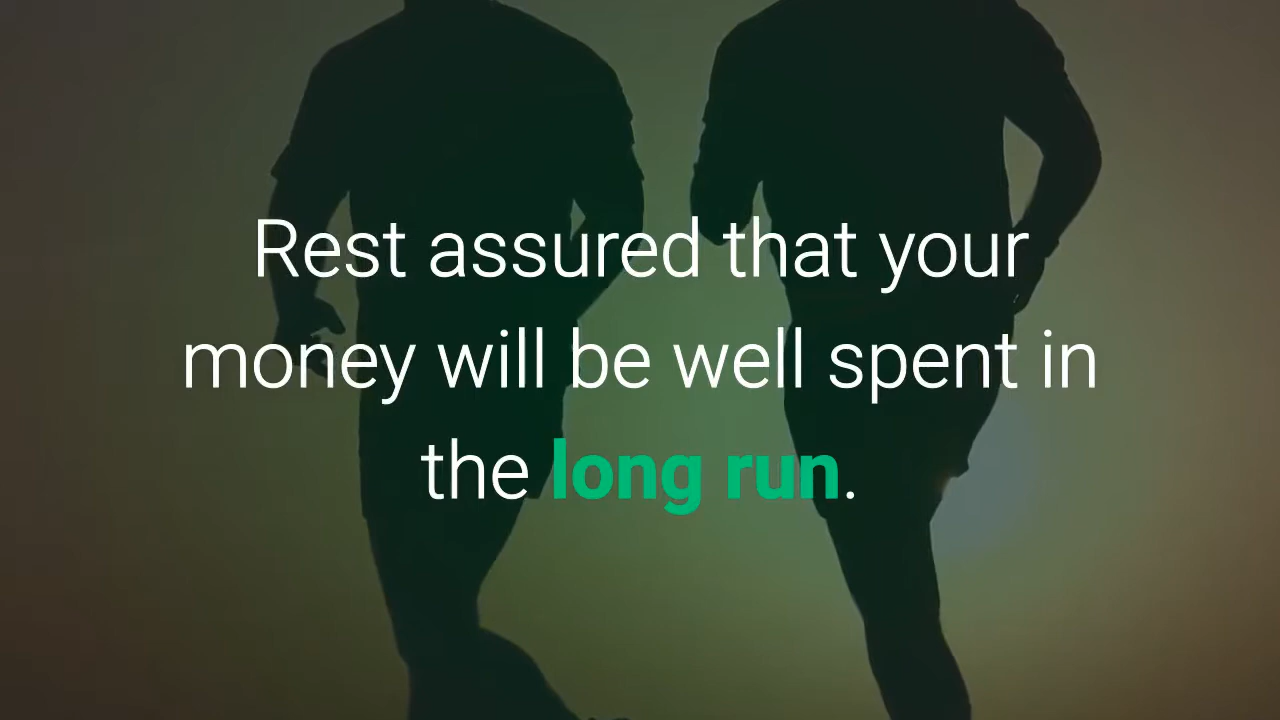 Rest assured that your
money will be well spent in
the long run.